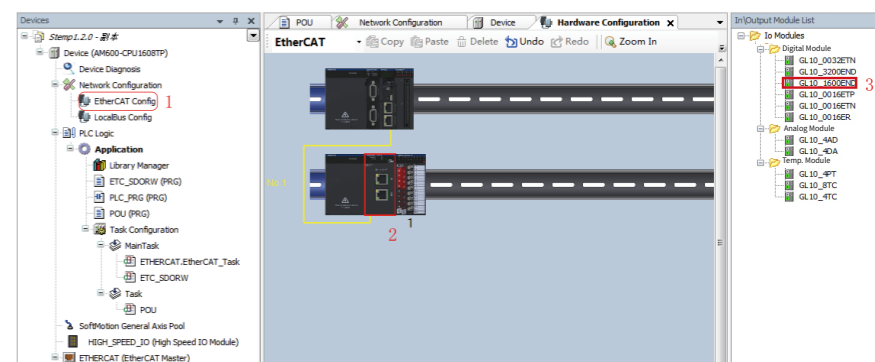 Devices
Stemp1.2.0 - 副本
Device (AM600-CPU1608TP)
Device Diagnosis
Network Configuration
EtherCAT Config
1
LocalBus Config
PLC Logic
Application
Library Manager
ETC_SDORW (PRG)
PLC_PRG (PRG)
POU (PRG)
Task Configuration
MainTask
ETHERCAT.EtherCAT_Task
ETC_SDORW
Task
POU
SoftMotion General Axis Pool
HIGH_SPEED_IO (High Speed IO Module)
ETHERCAT (EtherCAT Master)
POU Network Configuration Device Hardware Configuration x
EtherCAT Copy Paste Delete Undo Redo Zoom In
No.1
1
2
In\Output Module List
Io Modules
Digital Module
GL10_0032ETN
GL10_3200END
GL10_1600END
3
GL10_0016ETP
GL10_0016ETN
GL10_0016ER
Analog Module
GL10_4AD
GL10_4DA
Temp. Module
GL10_4PT
GL10_8TC
GL10_4TC